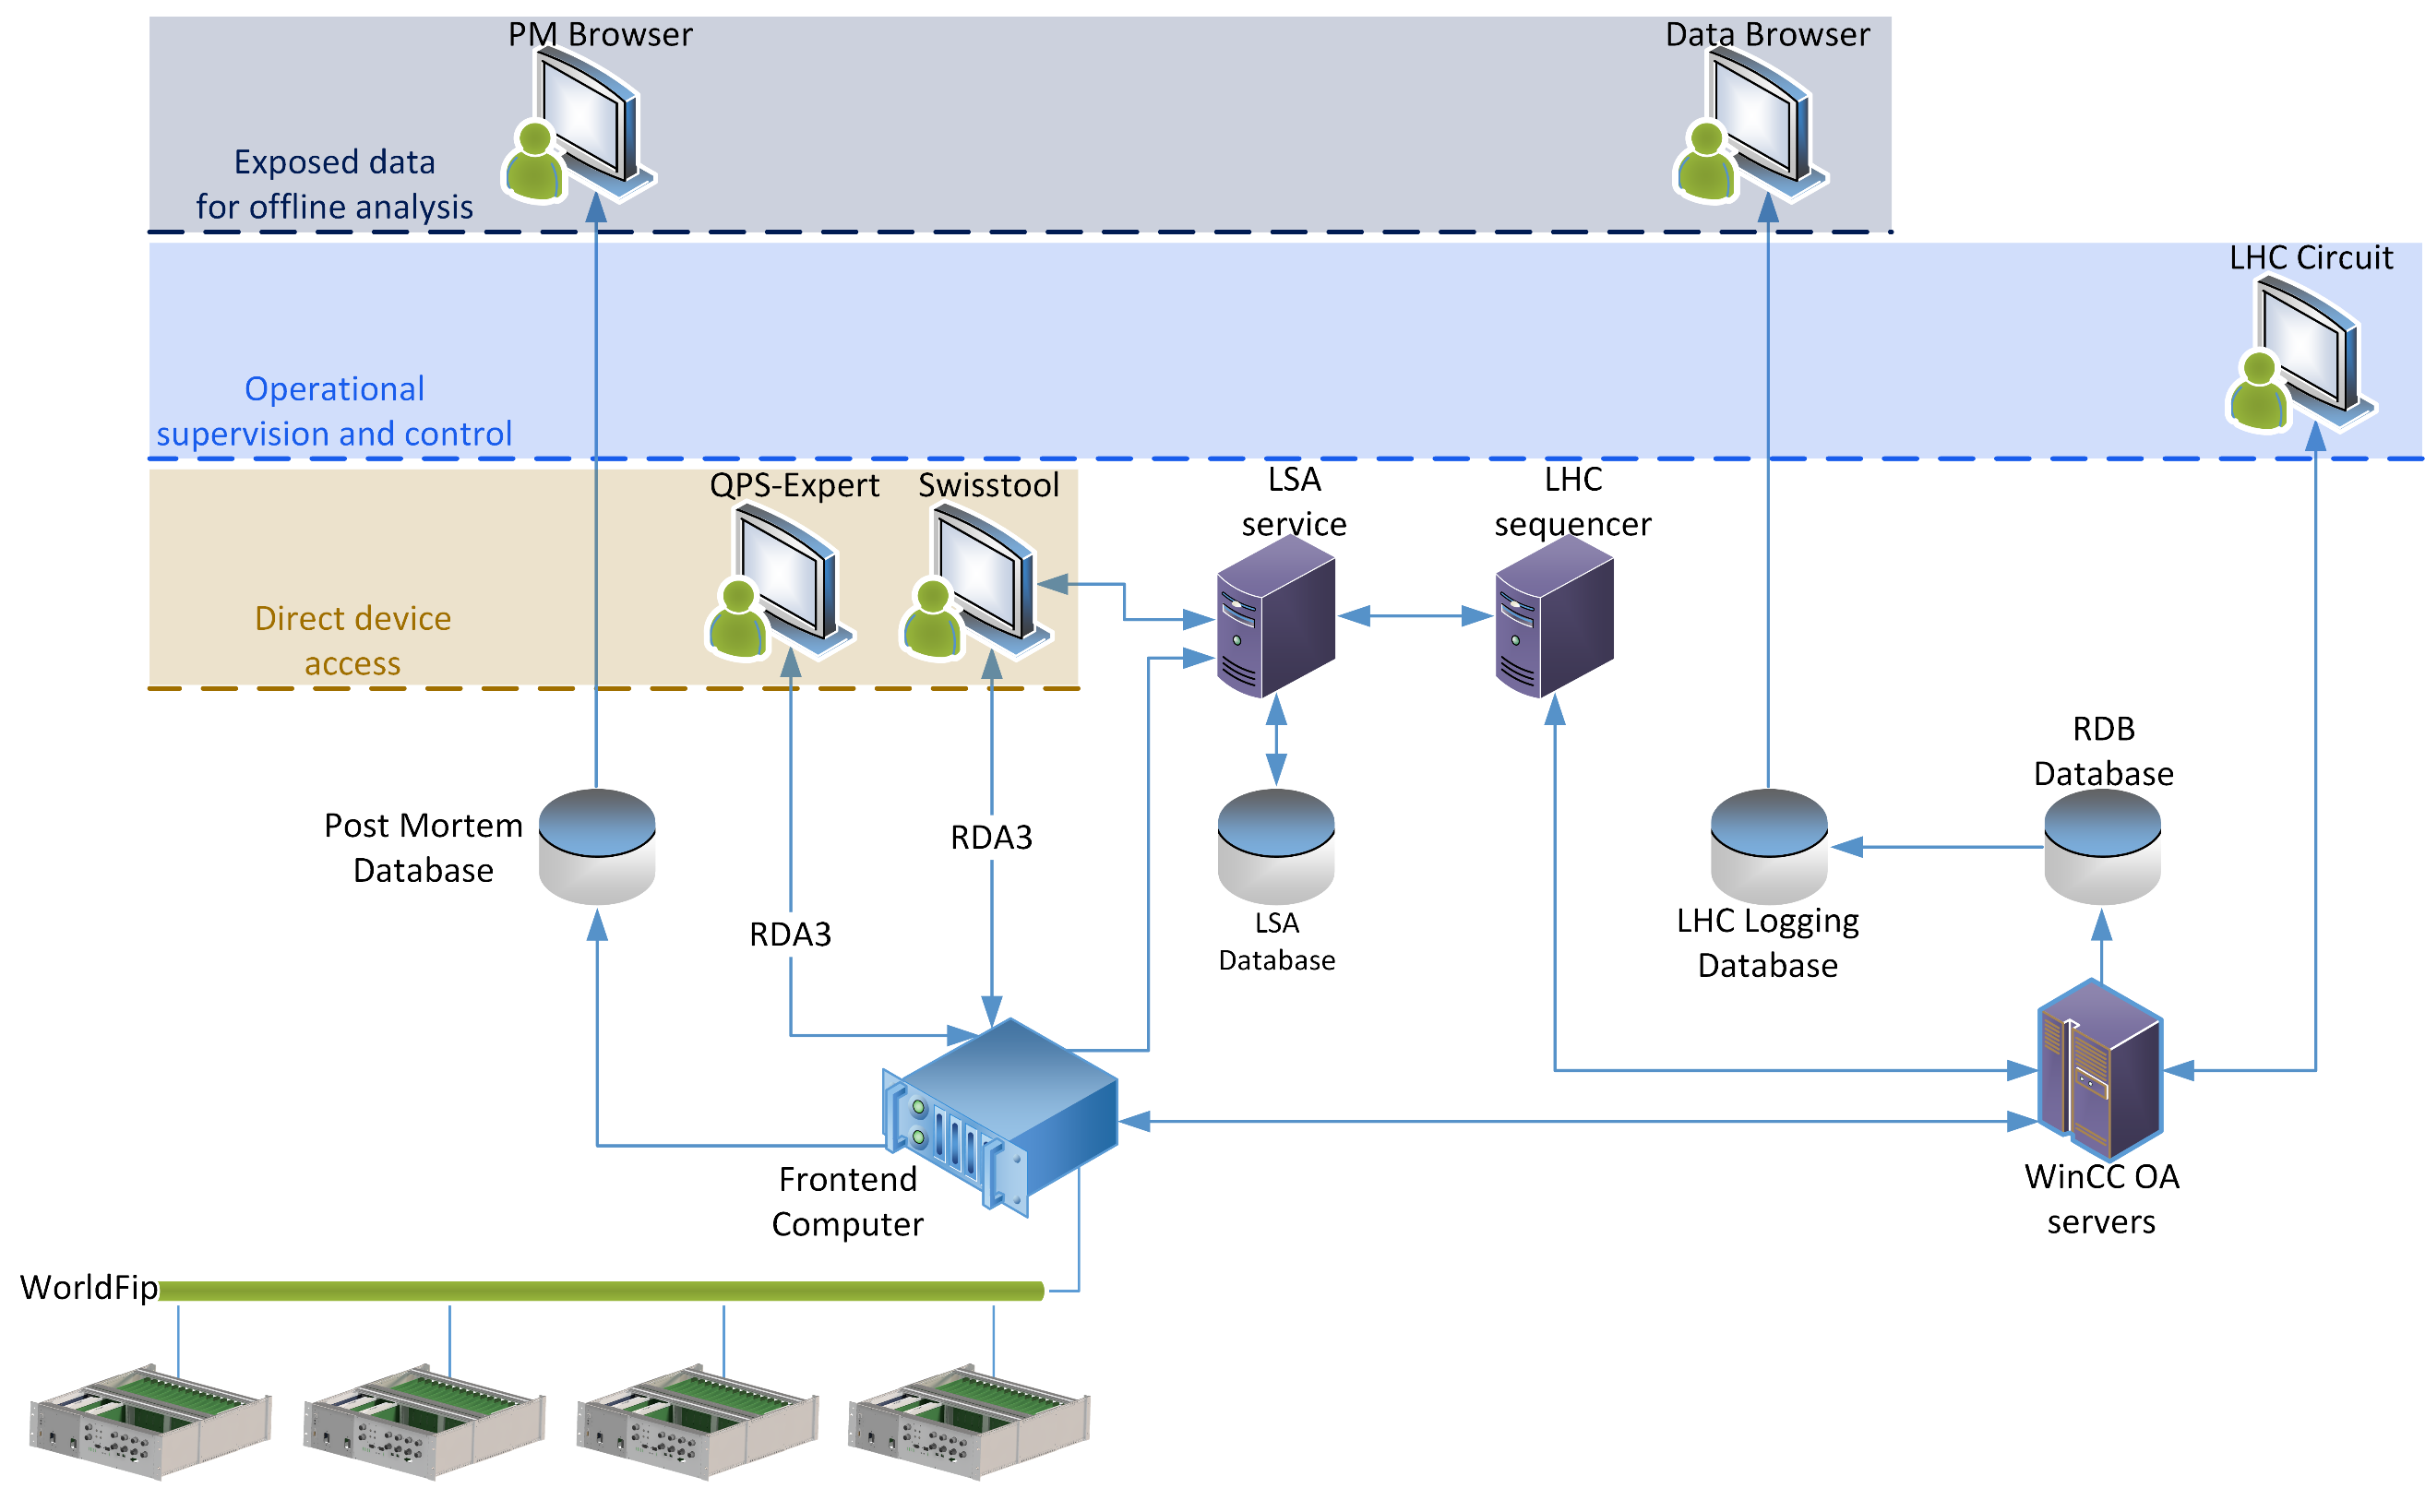 PM Browser
Data Browser
Exposed data
for offline analysis
LHC Circuit
Operational
supervision and control
QPS-Expert
Swisstool
LSA
service
LHC
sequencer
Direct device
access
RDB
Database
Post Mortem
Database
RDA3
RDA3
LSA
Database
LHC Logging
Database
Frontend
Computer
WinCC OA
servers
WorldFip